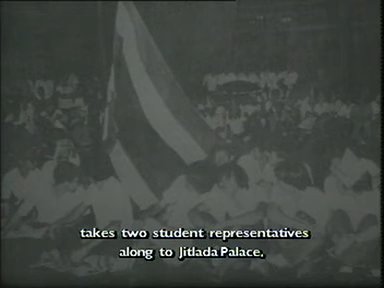 takes two student representatives
along to Jitlada Palace.